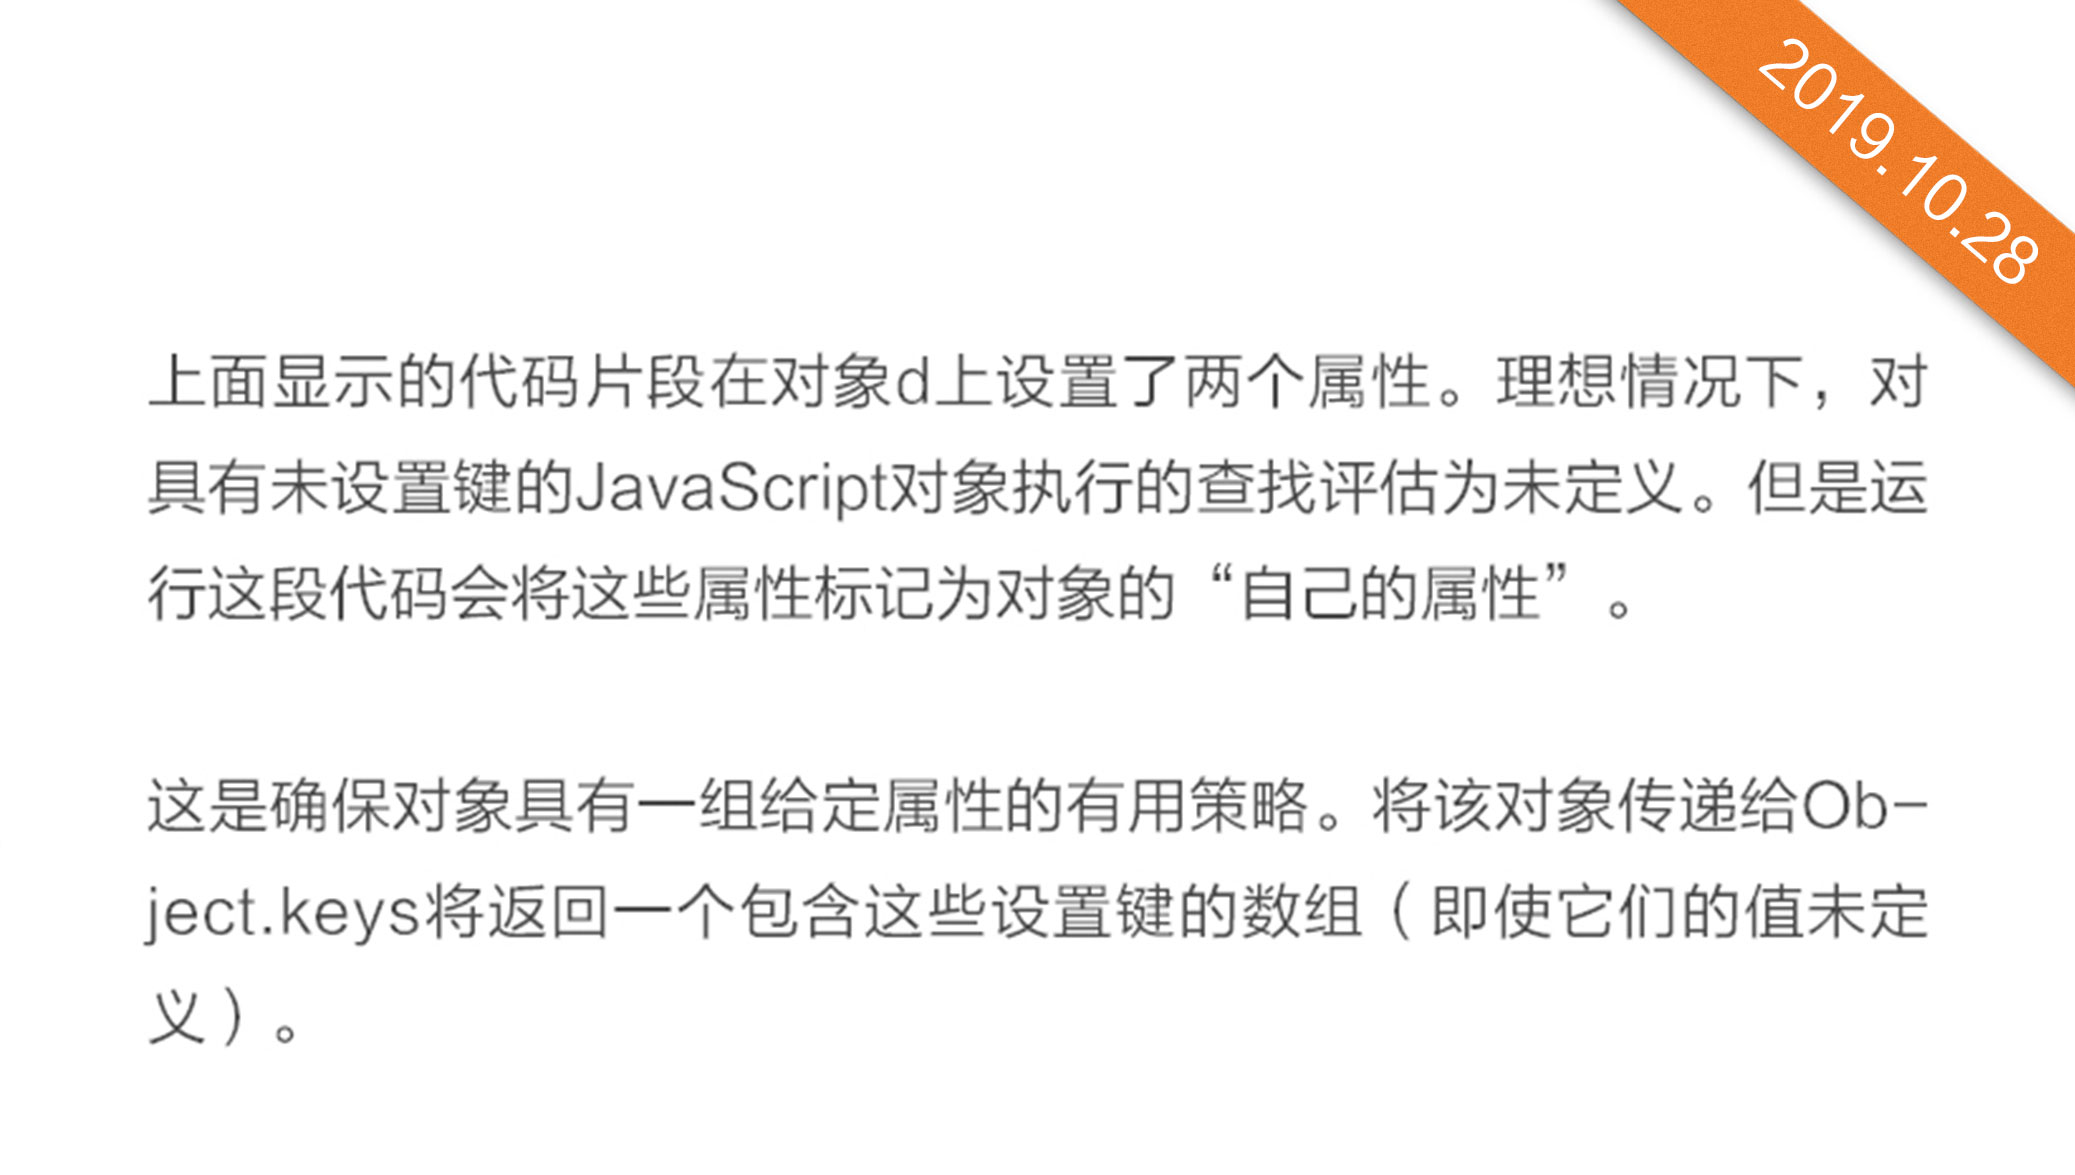 2019.10.28
上面显示的代码片段在对象d上设置了两个属性。理想情况下，对
具有未设置键的JavaScript对象执行的查找评估为未定义。但是运
行这段代码会将这些属性标记为对象的“自己的属性”。
这是确保对象具有一组给定属性的有用策略。将该对象传递给Ob-
ject.keys将返回一个包含这些设置键的数组（即使它们的值未定
义）。